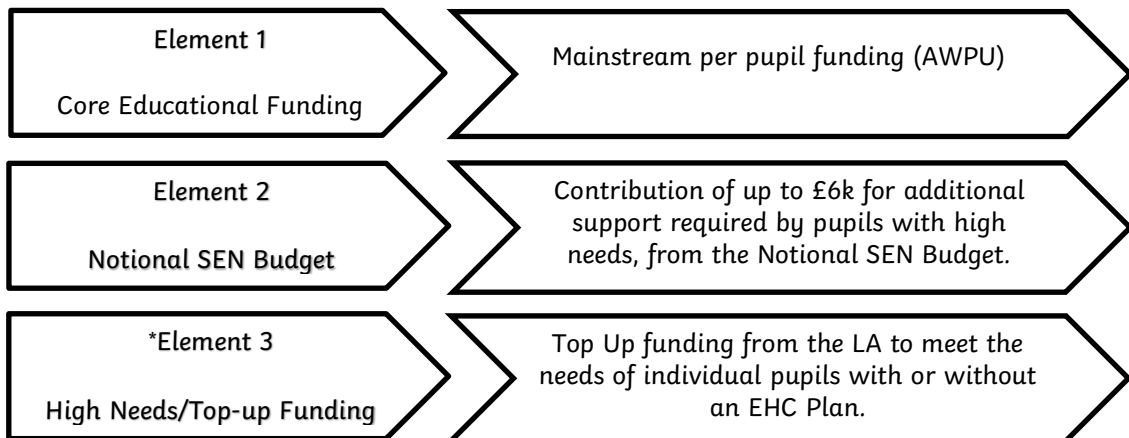 Element 1
Core Educational Funding
Mainstream per pupil funding (AWPU)
Element 2
Notional SEN Budget
Contribution of up to £6k for additional
support required by pupils with high
needs, from the Notional SEN Budget.
*Element 3
High Needs/Top-up Funding
Top Up funding from the LA to meet the
needs of individual pupils with or without
an EHC Plan.